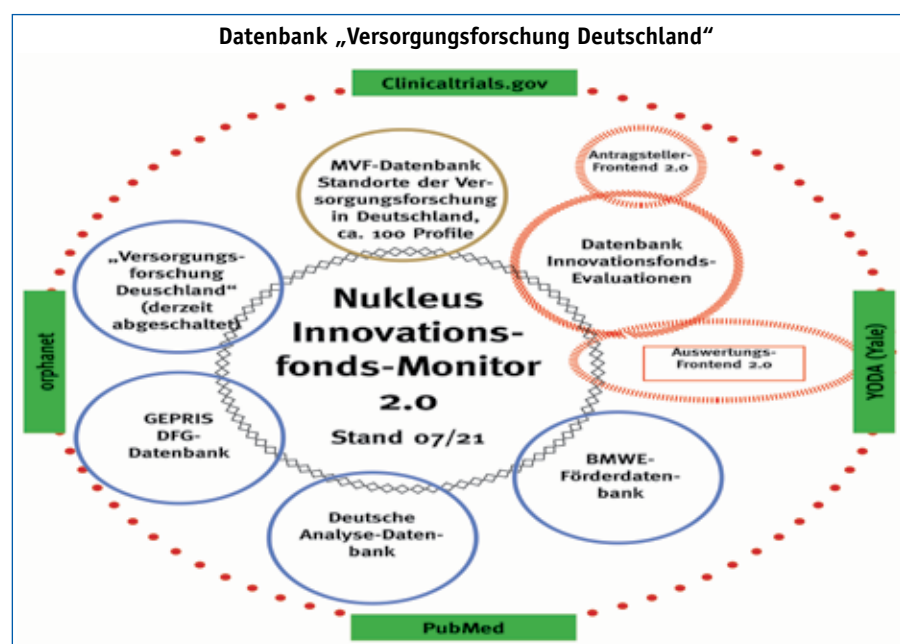 Datenbank „Versorgungsforschung Deutschland“
Clinicaltrials.gov
MVF-Datenbank
Standorte der Ver-
sorgungsforschung
in Deutschland,
ca. 100 Profile
Antragsteller-
Frontend 2.0
Datenbank
Innovationsfonds-
Evaluationen
„Versorgungs-
forschung
Deuschland“
(derzeit
abgeschaltet)
Nukleus
Innovations-
fonds-Monitor
2.0
Stand 07/21
Auswertungs-
Frontend 2.0
orphanet
YODA (Yale)
GEPRIS
DFG-
Datenbank
BMWE-
Förderdaten-
bank
Deutsche
Analyse-Daten-
bank
PubMed